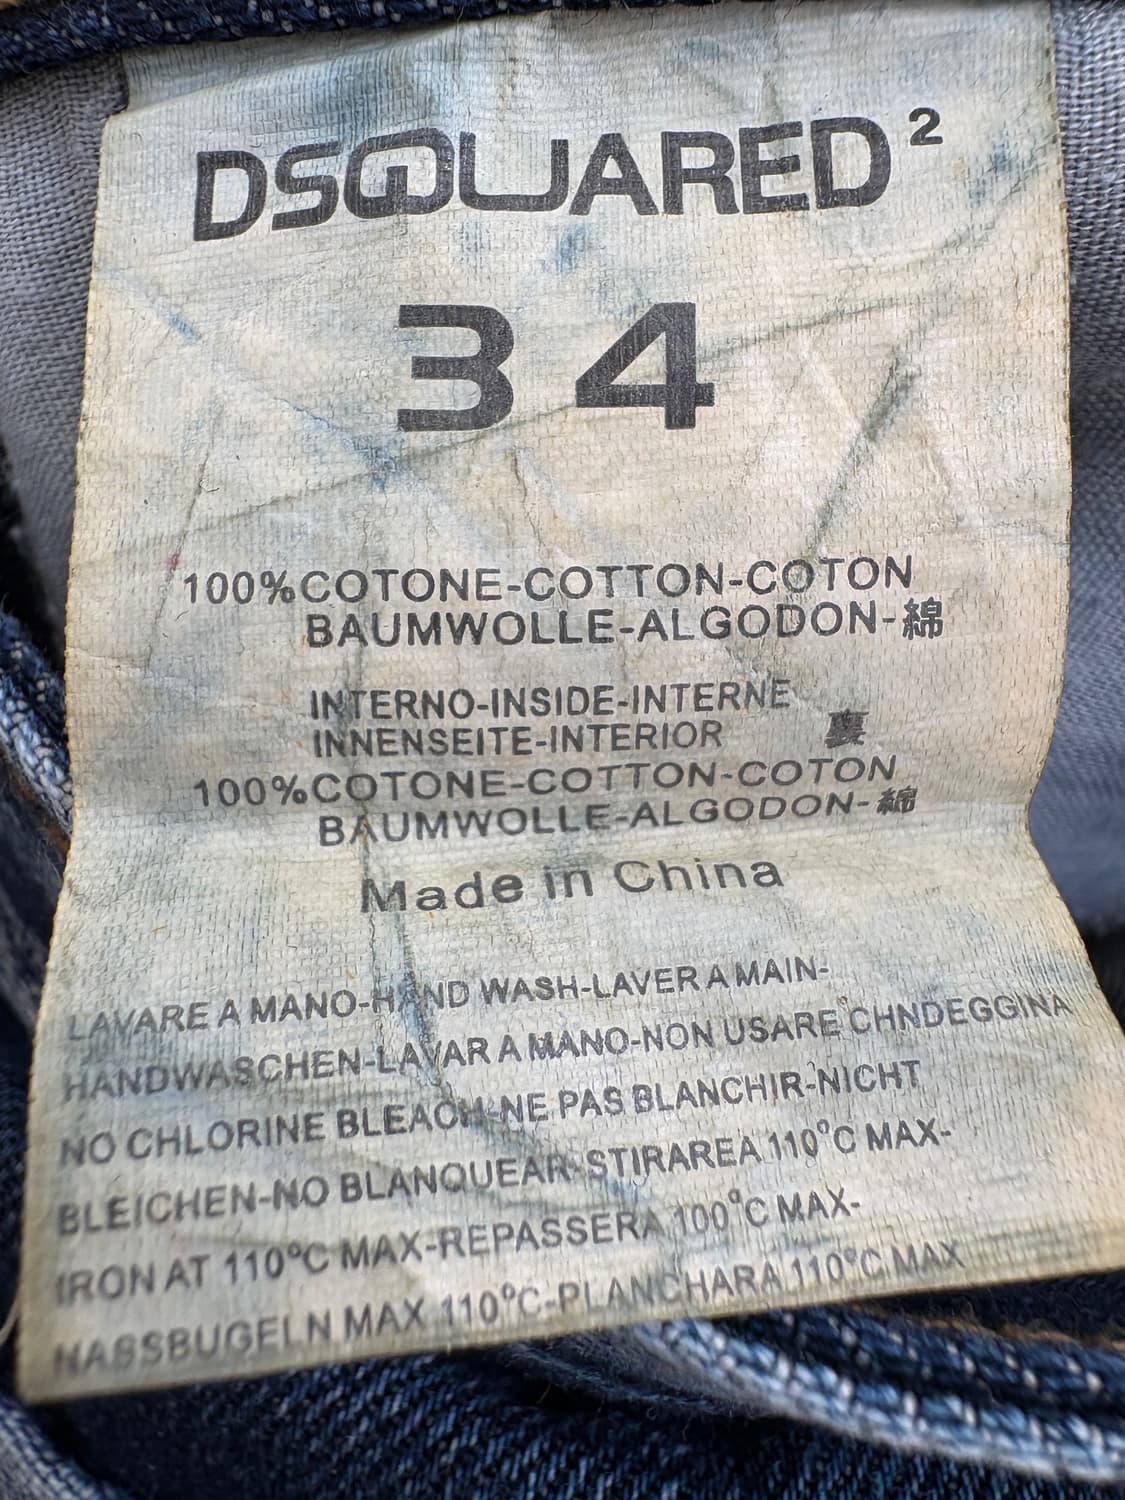 DSQUARED²
34
100%COTONE-COTTON-COTON
BAUMWOLLE-ALGODON-綿
INTERNO-INSIDE-INTERNE
INNENSEITE-INTERIOR 裏
100%COTONE-COTTON-COTON
BAUMWOLLE-ALGODON-綿
Made in China
LAVARE A MANO-HAND WASH-LAVER A MAIN-
HANDWASCHEN-LAVAR A MANO-NON USARE CHNDEGGINA
NO CHLORINE BLEACH-NE PAS BLANCHIR-NICHT
BLEICHEN-NO BLANQUEAR-STIRAREA 110°C MAX-
IRON AT 110°C MAX-REPASSERA 100°C MAX-
NASSBUGELN MAX 110°C-PLANCHARA 110°C MAX